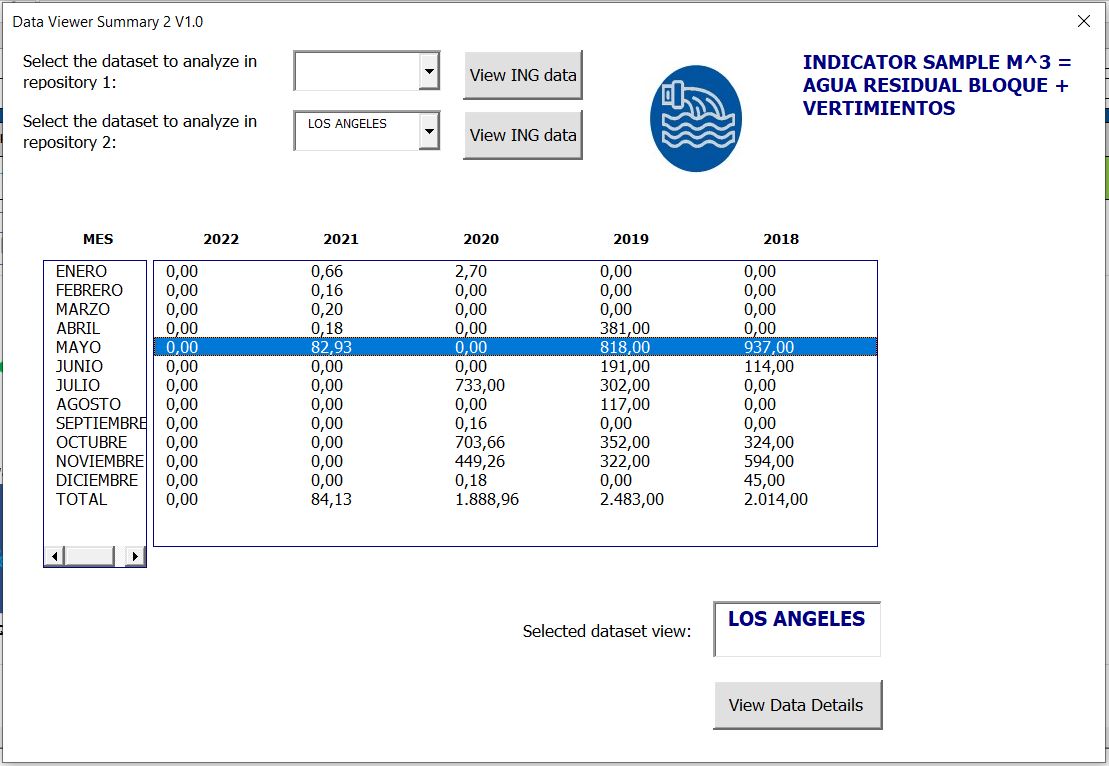 Data Viewer Summary 2 V1.0
Select the dataset to analyze in
repository 1:
View ING data
Select the dataset to analyze in
repository 2:
LOS ANGELES
View ING data
INDICATOR SAMPLE M^3 =
AGUA RESIDUAL BLOQUE +
VERTIMIENTOS
MES 2022 2021 2020 2019 2018
ENERO 0,00 0,66 2,70 0,00 0,00
FEBRERO 0,00 0,16 0,00 0,00 0,00
MARZO 0,00 0,20 0,00 0,00 0,00
ABRIL 0,00 0,18 0,00 381,00 0,00
MAYO 0,00 82,93 0,00 818,00 937,00
JUNIO 0,00 0,00 0,00 191,00 114,00
JULIO 0,00 0,00 733,00 302,00 0,00
AGOSTO 0,00 0,00 0,00 117,00 0,00
SEPTIEMBRE 0,00 0,00 0,16 0,00 0,00
OCTUBRE 0,00 0,00 703,66 352,00 324,00
NOVIEMBRE 0,00 0,00 449,26 322,00 594,00
DICIEMBRE 0,00 0,00 0,18 0,00 45,00
TOTAL 0,00 84,13 1.888,96 2.483,00 2.014,00
Selected dataset view:
LOS ANGELES
View Data Details